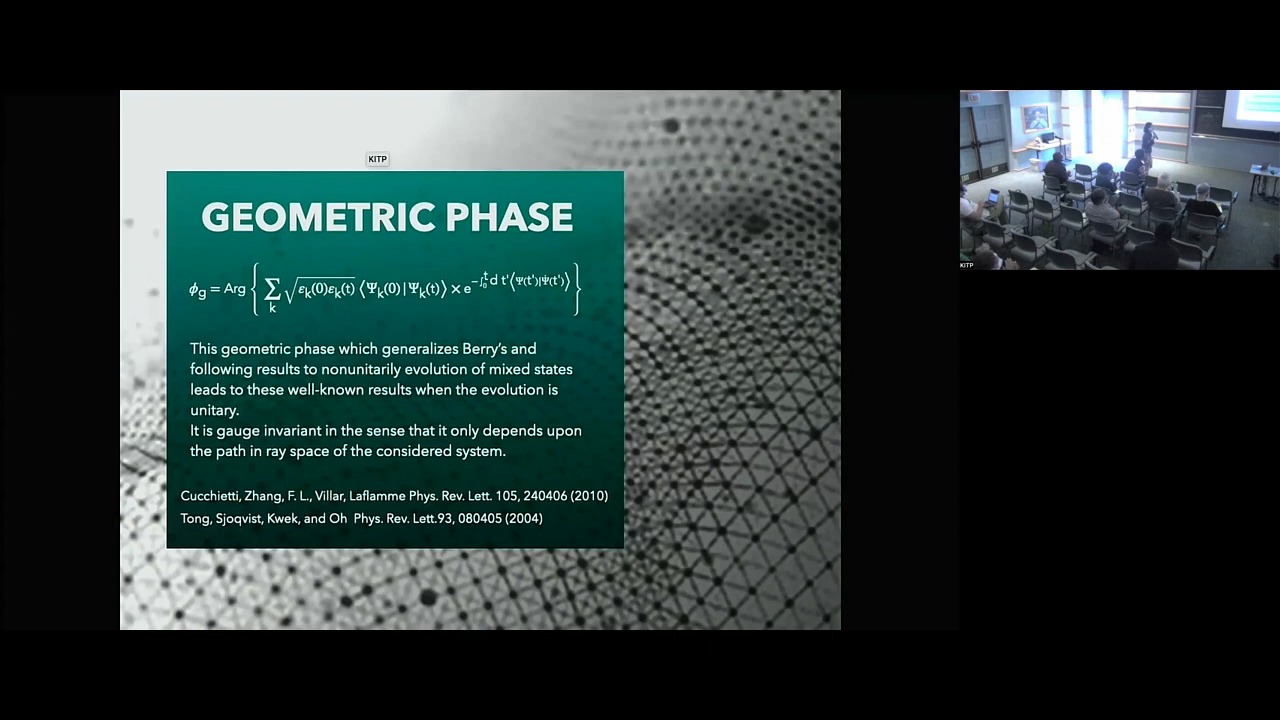 KITP
GEOMETRIC PHASE
ϕg = Arg { ∑k √εk(0)εk(t) ⟨Ψk(0)|Ψk(t)⟩ × e^{-∫₀ᵗ d t'⟨Ψ(t')|Ψ̇(t')⟩} }
This geometric phase which generalizes Berry's and
following results to nonunitarily evolution of mixed states
leads to these well-known results when the evolution is
unitary.
It is gauge invariant in the sense that it only depends upon
the path in ray space of the considered system.
Cucchietti, Zhang, F. L., Villar, Laflamme Phys. Rev. Lett. 105, 240406 (2010)
Tong, Sjoqvist, Kwek, and Oh Phys. Rev. Lett.93, 080405 (2004)
KITP